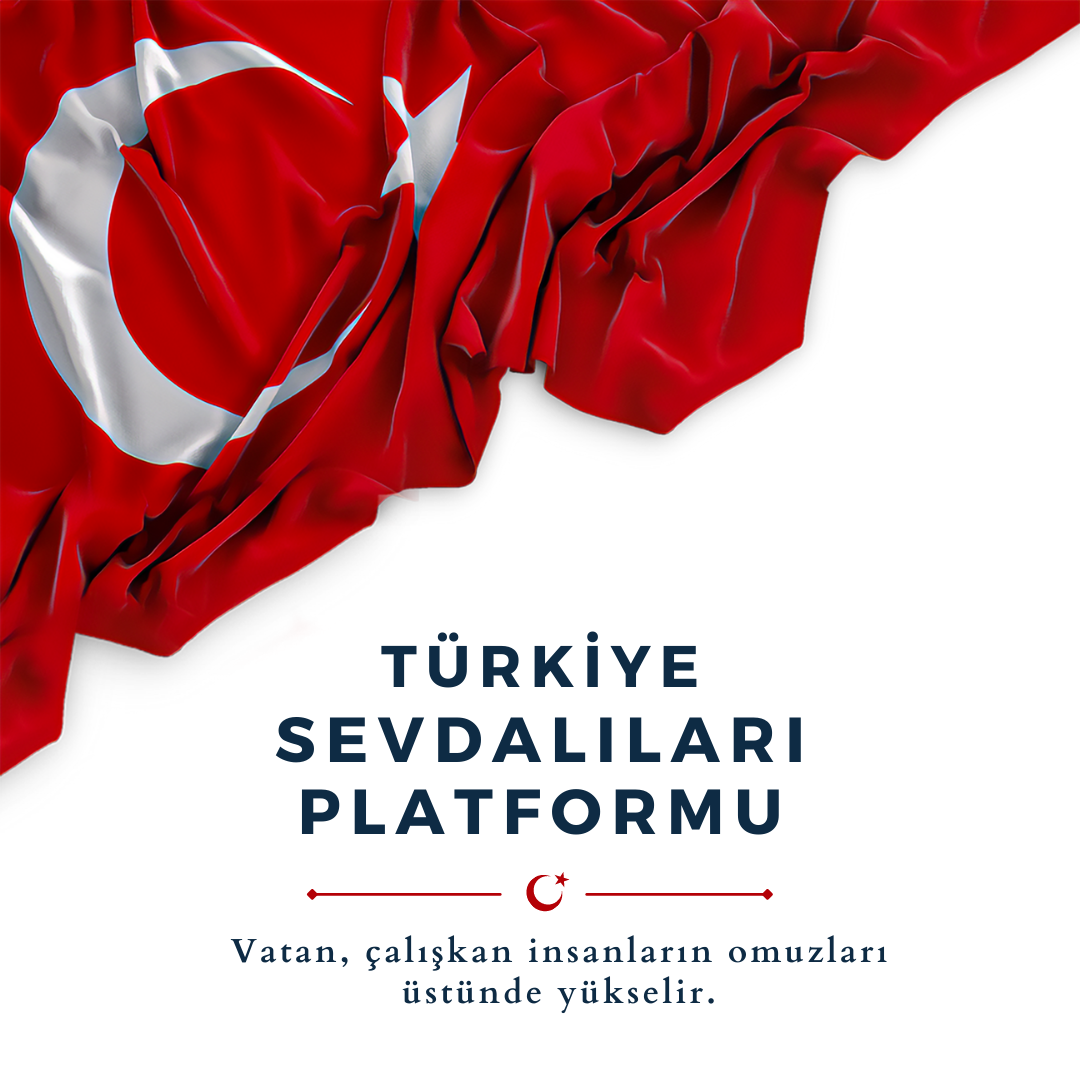 TÜRKİYE
SEVDALILARI
PLATFORMU
Vatan, çalışkan insanların omuzları
üstünde yükselir.